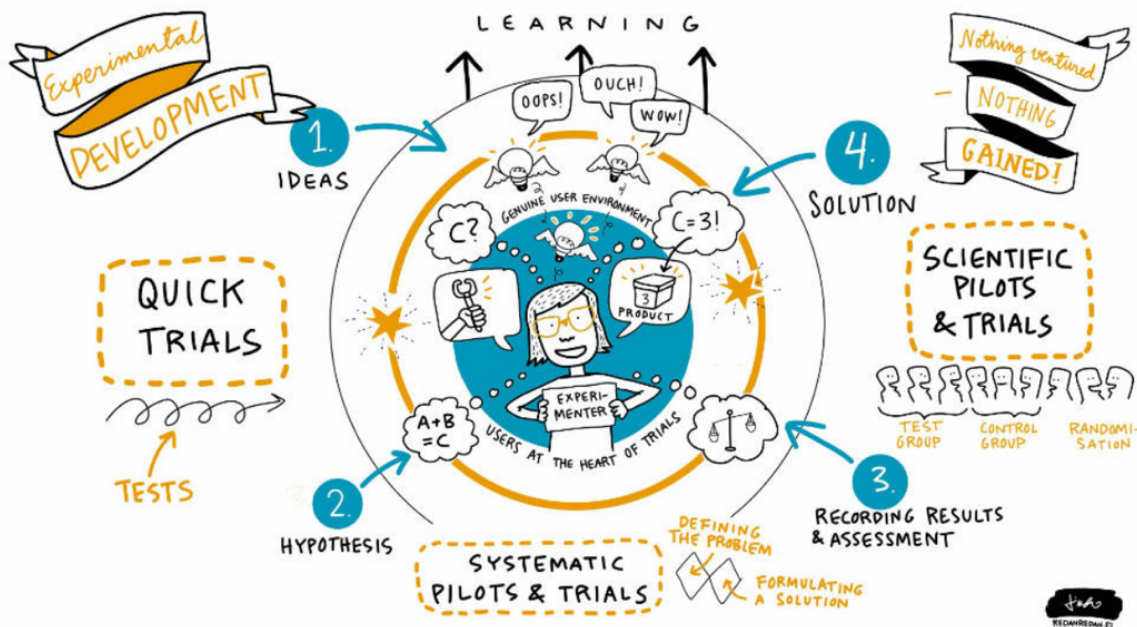 LEARNING
Experimental
DEVELOPMENT
Nothing ventured
NOTHING
GAINED!
OOPS!
OUCH!
WOW!
1.
IDEAS
4.
SOLUTION
GENUINE USER ENVIRONMENT
C?
C=3!
3
PRODUCT
QUICK
TRIALS
TESTS
SCIENTIFIC
PILOTS
& TRIALS
TEST
GROUP
CONTROL
GROUP
RANDOMI-
SATION
EXPERI-
MENTER
A+B
=C
USERS AT THE HEART OF TRIALS
2.
HYPOTHESIS
3.
RECORDING RESULTS
& ASSESSMENT
SYSTEMATIC
PILOTS & TRIALS
DEFINING
THE PROBLEM
FORMULATING
A SOLUTION
REDANREDAN.FI